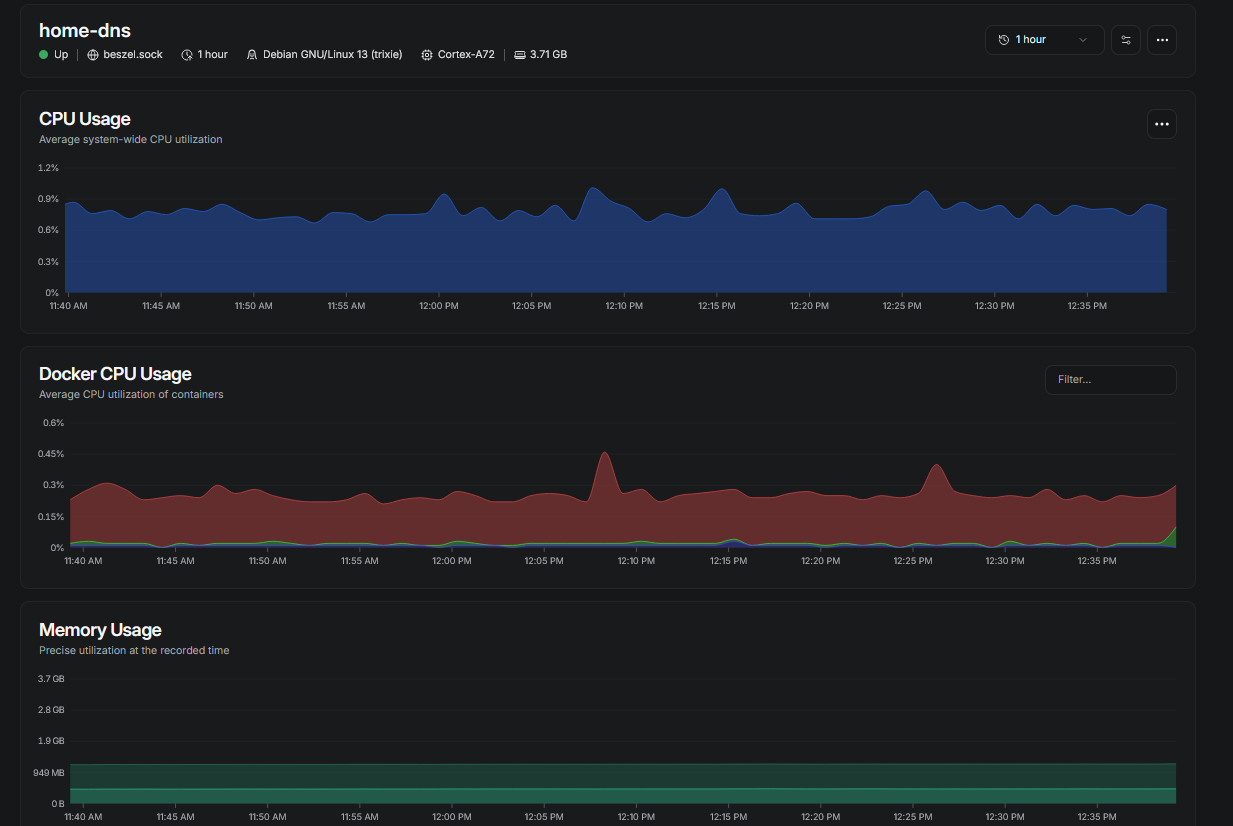 home-dns
Up beszel.sock 1 hour Debian GNU/Linux 13 (trixie) Cortex-A72 3.71 GB
1 hour
CPU Usage
Average system-wide CPU utilization
1.2%
0.9%
0.6%
0.3%
0%
11:40 AM 11:45 AM 11:50 AM 11:55 AM 12:00 PM 12:05 PM 12:10 PM 12:15 PM 12:20 PM 12:25 PM 12:30 PM 12:35 PM
Docker CPU Usage
Average CPU utilization of containers
Filter...
0.6%
0.45%
0.3%
0.15%
0%
11:40 AM 11:45 AM 11:50 AM 11:55 AM 12:00 PM 12:05 PM 12:10 PM 12:15 PM 12:20 PM 12:25 PM 12:30 PM 12:35 PM
Memory Usage
Precise utilization at the recorded time
3.7 GB
2.8 GB
1.9 GB
949 MB
0 B
11:40 AM 11:45 AM 11:50 AM 11:55 AM 12:00 PM 12:05 PM 12:10 PM 12:15 PM 12:20 PM 12:25 PM 12:30 PM 12:35 PM